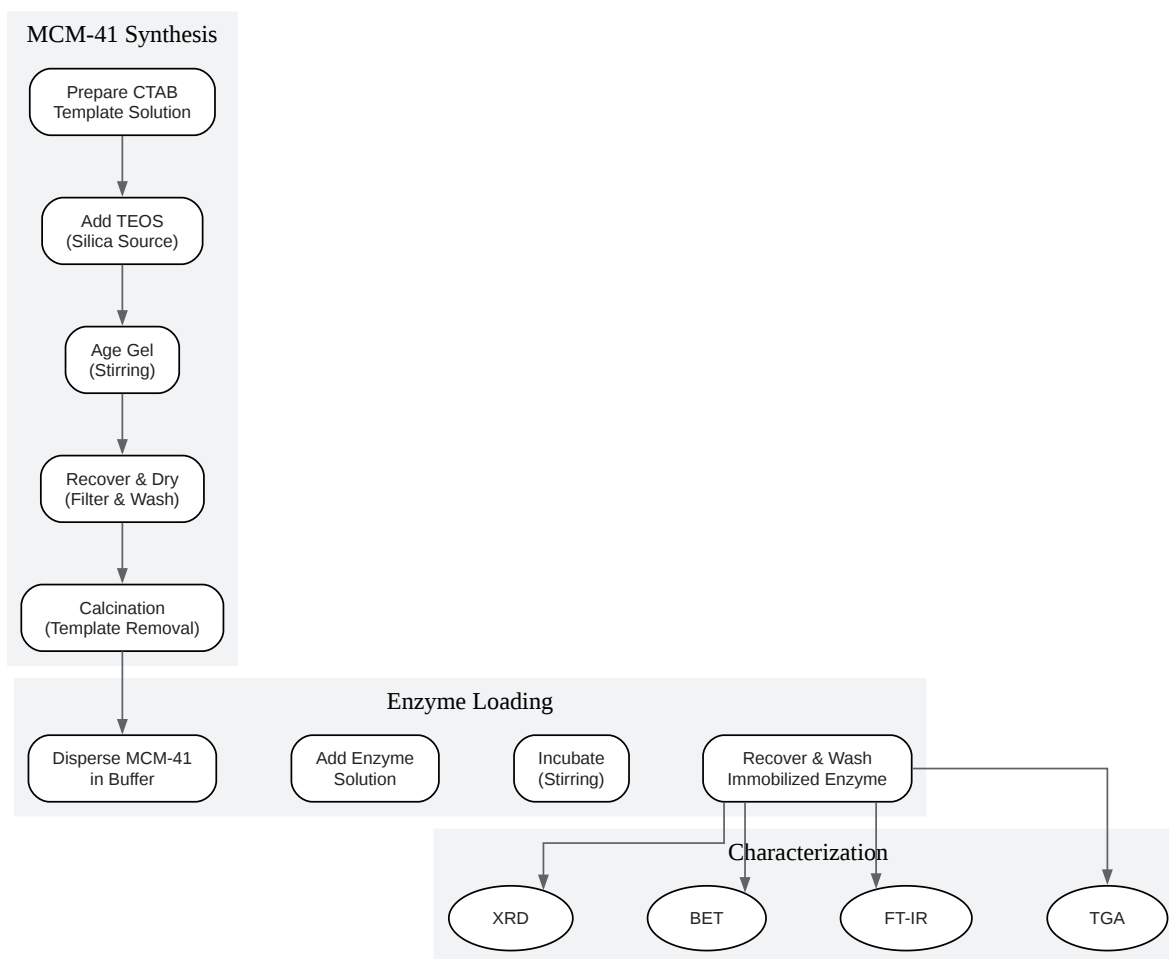 MCM-41 Synthesis
Prepare CTAB
Template Solution
Add TEOS
(Silica Source)
Age Gel
(Stirring)
Recover & Dry
(Filter & Wash)
Calcination
(Template Removal)
Enzyme Loading
Disperse MCM-41
in Buffer
Add Enzyme
Solution
Incubate
(Stirring)
Recover & Wash
Immobilized Enzyme
Characterization
XRD
BET
FT-IR
TGA